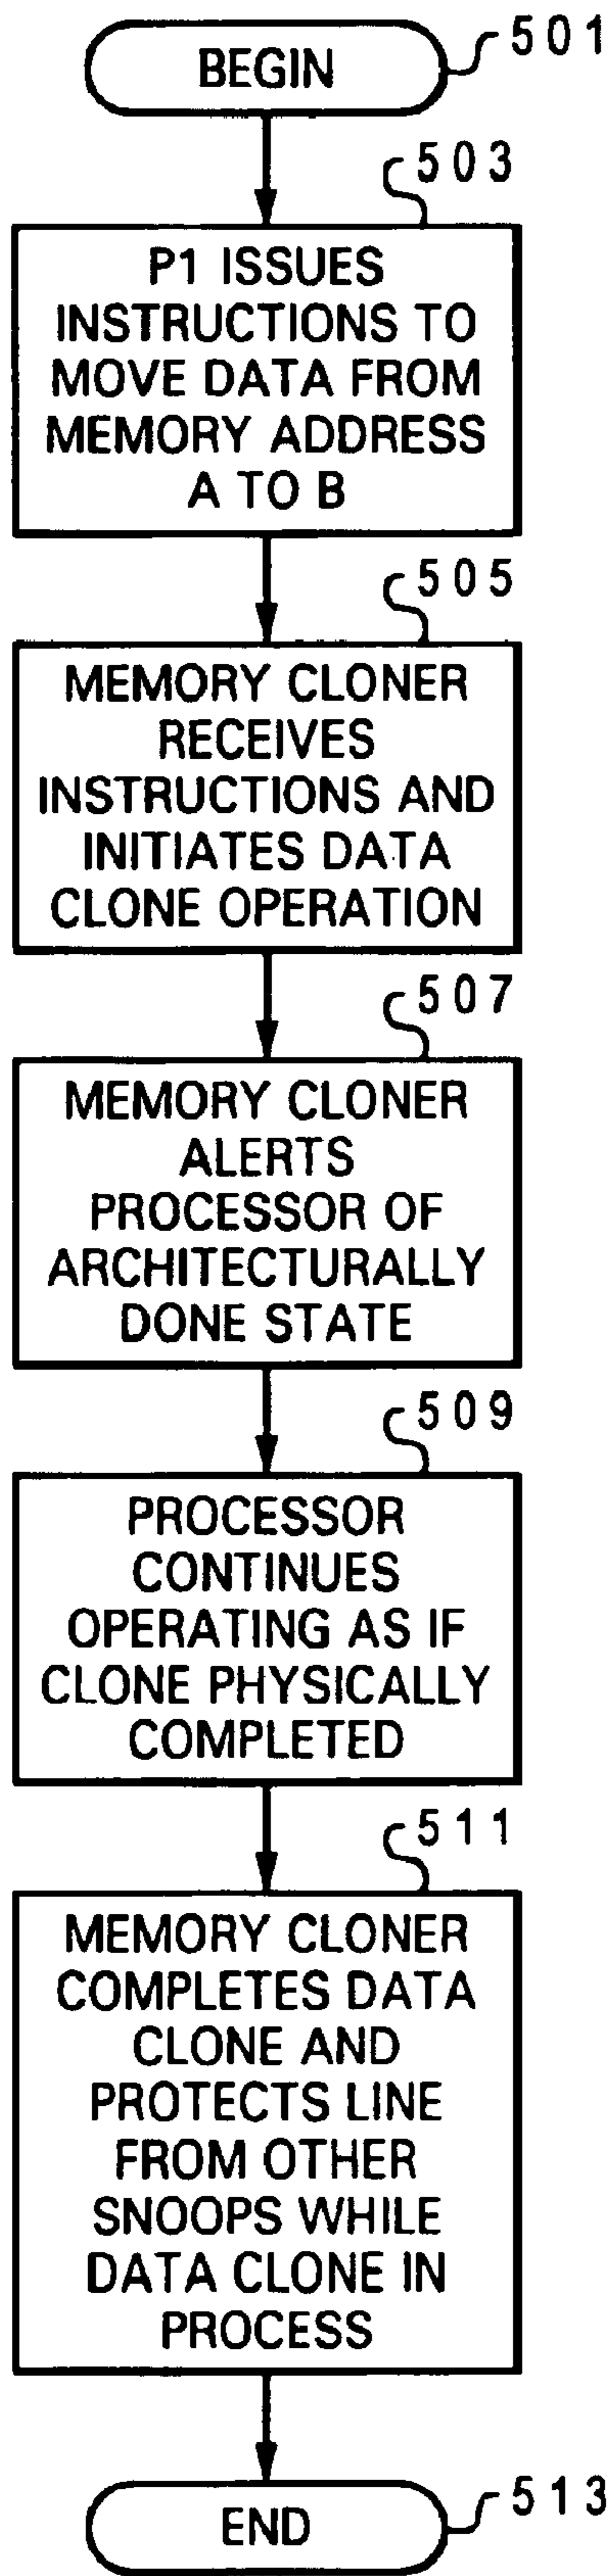 BEGIN
501
503
P1 ISSUES
INSTRUCTIONS TO
MOVE DATA FROM
MEMORY ADDRESS
A TO B
505
MEMORY CLONER
RECEIVES
INSTRUCTIONS AND
INITIATES DATA
CLONE OPERATION
507
MEMORY CLONER
ALERTS
PROCESSOR OF
ARCHITECTURALLY
DONE STATE
509
PROCESSOR
CONTINUES
OPERATING AS IF
CLONE PHYSICALLY
COMPLETED
511
MEMORY CLONER
COMPLETES DATA
CLONE AND
PROTECTS LINE
FROM OTHER
SNOOPS WHILE
DATA CLONE IN
PROCESS
END
513